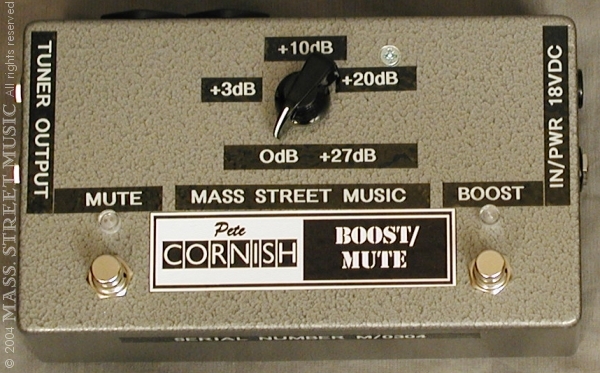 © 2004 MASS. STREET MUSIC All rights reserved
TUNER OUTPUT
+10dB
+3dB
+20dB
0dB +27dB
IN/PWR 18VDC
MUTE
MASS STREET MUSIC
BOOST
Pete
CORNISH
BOOST/
MUTE
SERIAL NUMBER M/0304